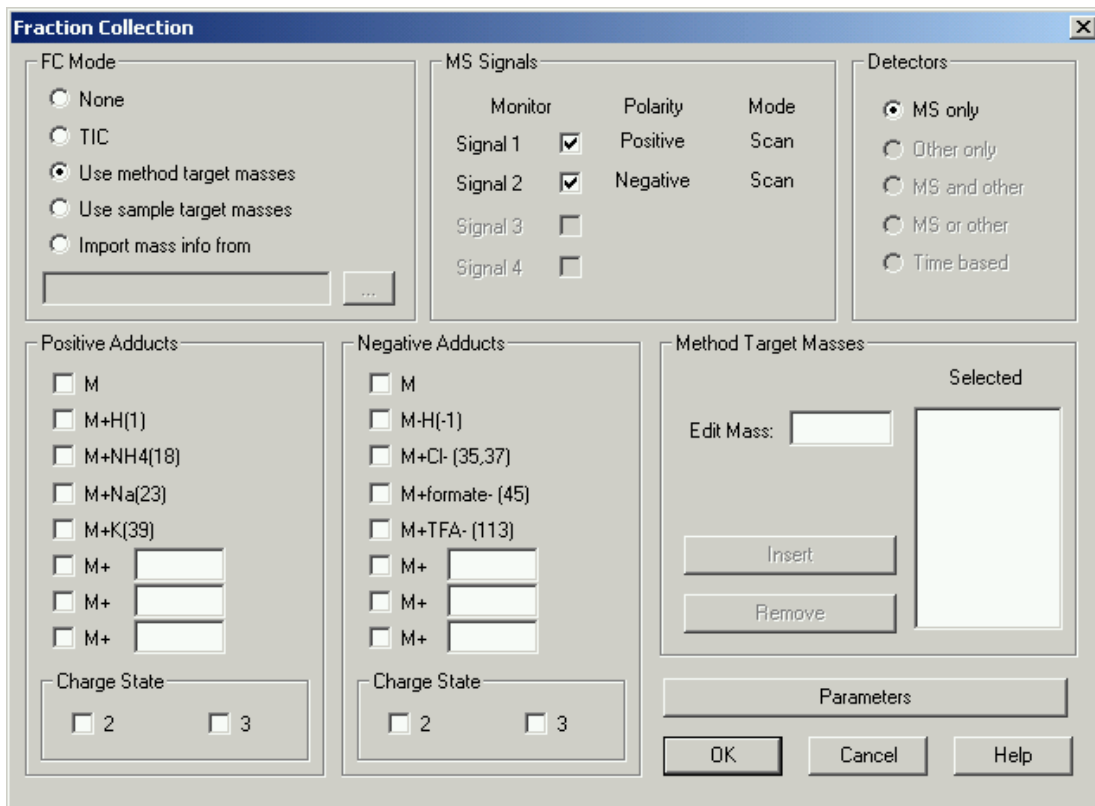 Fraction Collection
FC Mode
None
TIC
Use method target masses
Use sample target masses
Import mass info from
...
MS Signals
Monitor Polarity Mode
Signal 1 Positive Scan
Signal 2 Negative Scan
Signal 3
Signal 4
Detectors
MS only
Other only
MS and other
MS or other
Time based
Positive Adducts
M
M+H(1)
M+NH4(18)
M+Na(23)
M+K(39)
M+
M+
M+
Charge State
2 3
Negative Adducts
M
M-H(-1)
M+Cl- (35,37)
M+formate- (45)
M+TFA- (113)
M+
M+
M+
Charge State
2 3
Method Target Masses
Selected
Edit Mass:
Insert
Remove
Parameters
OK Cancel Help